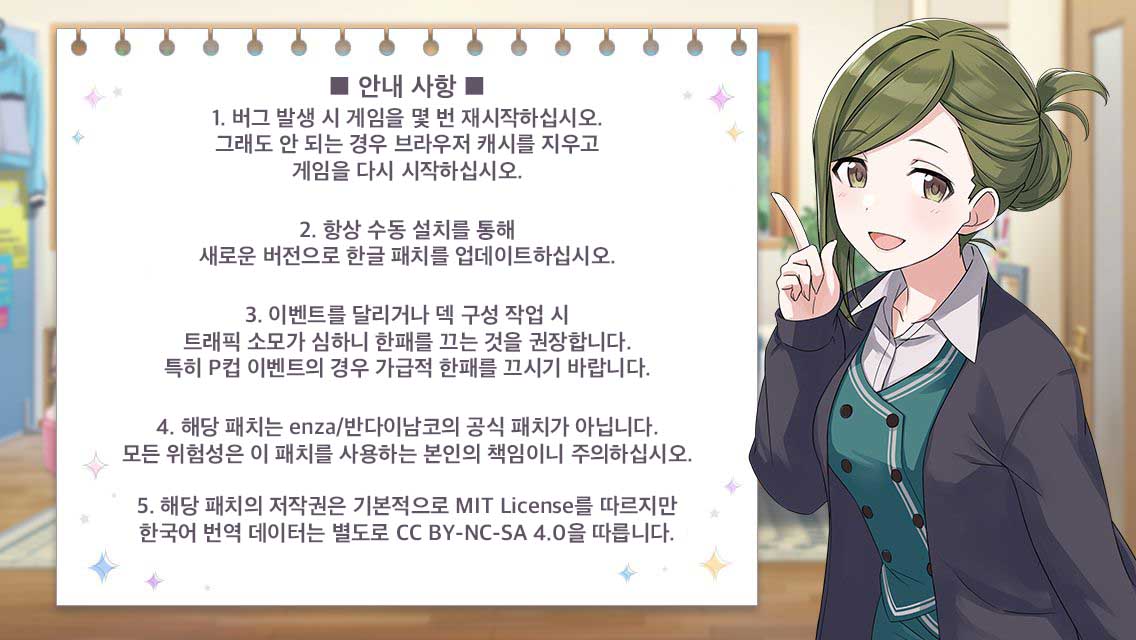 ■ 안내 사항 ■
1. 버그 발생 시 게임을 몇 번 재시작하십시오.
그래도 안 되는 경우 브라우저 캐시를 지우고
게임을 다시 시작하십시오.
2. 항상 수동 설치를 통해
새로운 버전으로 한글 패치를 업데이트하십시오.
3. 이벤트를 달리거나 덱 구성 작업 시
트래픽 소모가 심하니 한패를 끄는 것을 권장합니다.
특히 P컵 이벤트의 경우 가급적 한패를 끄시기 바랍니다.
4. 해당 패치는 enza/반다이남코의 공식 패치가 아닙니다.
모든 위험성은 이 패치를 사용하는 본인의 책임이니 주의하십시오.
5. 해당 패치의 저작권은 기본적으로 MIT License를 따르지만
한국어 번역 데이터는 별도로 CC BY-NC-SA 4.0을 따릅니다.